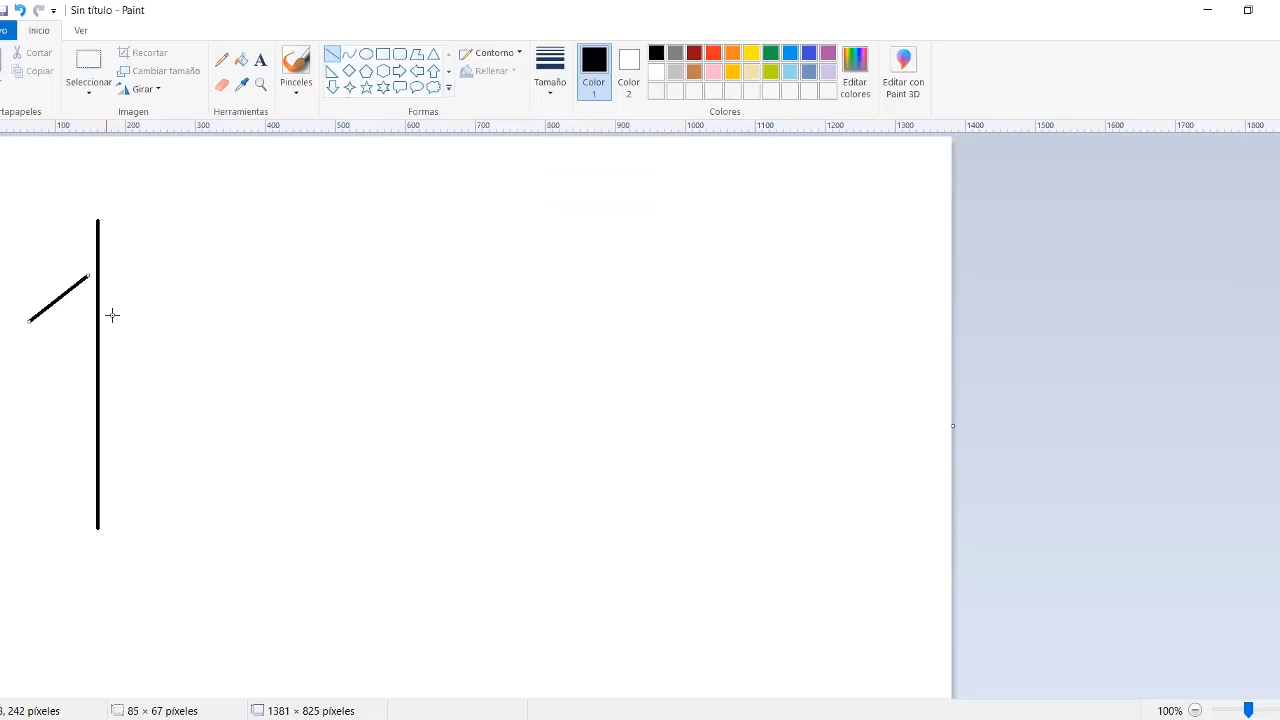 Sin título - Paint
vo
Inicio
Ver
Cortar
Copiar
rtapapeles
Seleccionar
Recortar
Cambiar tamaño
Girar
Imagen
A
Herramientas
Pinceles
Contorno
Rellenar
Formas
Tamaño
Color
1
Color
2
Colores
Editar
colores
Editar con
Paint 3D
100 200 300 400 500 600 700 800 900 1000 1100 1200 1300 1400 1500 1600 1700 1800
3, 242 píxeles
85 × 67 píxeles
1381 × 825 píxeles
100%